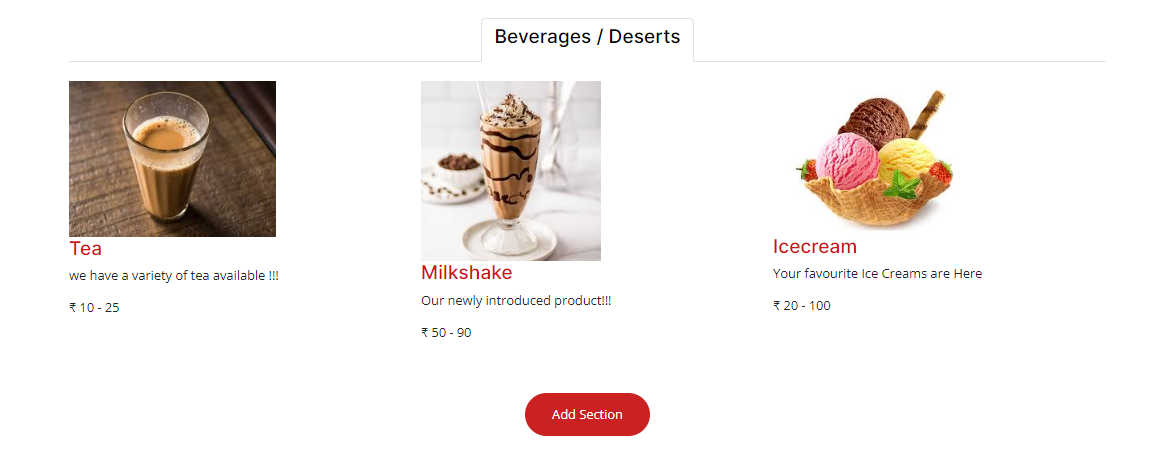 Beverages / Deserts
Tea
we have a variety of tea available !!!
₹ 10 - 25
Milkshake
Our newly introduced product!!!
₹ 50 - 90
Icecream
Your favourite Ice Creams are Here
₹ 20 - 100
Add Section